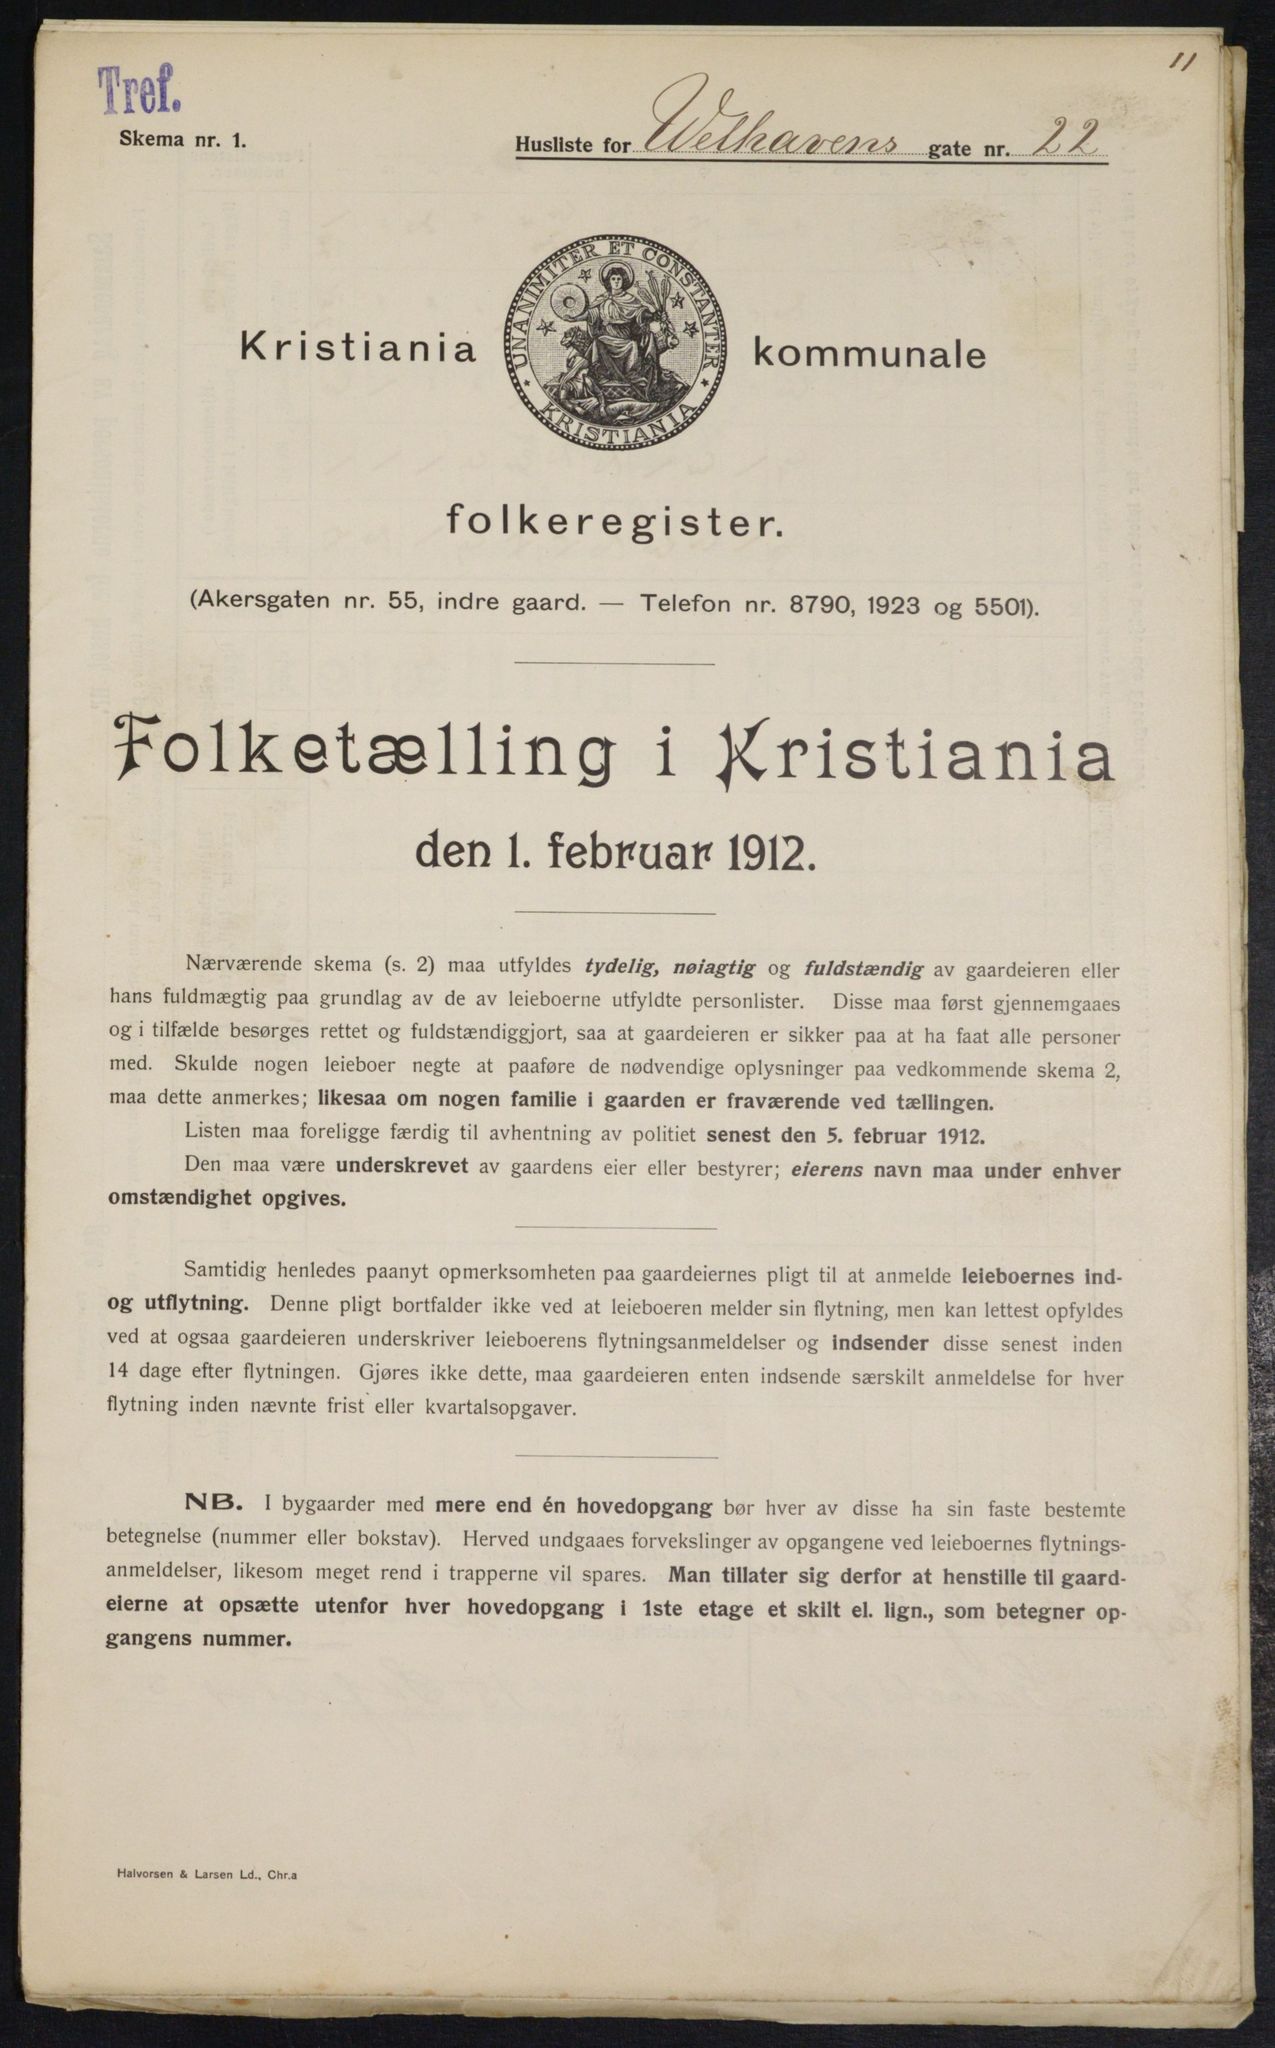 11
Tref.
Skema nr. 1.
Husliste for Welhavens gate nr. 22
UNANIMITER ET CONSTANTER
KRISTIANIA
Kristiania kommunale
folkeregister.
(Akersgaten nr. 55, indre gaard. — Telefon nr. 8790, 1923 og 5501).
Folketælling i Kristiania
den 1. februar 1912.
Nærværende skema (s. 2) maa utfyldes tydelig, nøiagtig og fuldstændig av gaardeieren eller
hans fuldmægtig paa grundlag av de av leieboerne utfyldte personlister. Disse maa først gjennemgaaes
og i tilfælde besørges rettet og fuldstændiggjort, saa at gaardeieren er sikker paa at ha faat alle personer
med. Skulde nogen leieboer negte at paaføre de nødvendige oplysninger paa vedkommende skema 2,
maa dette anmerkes; likesaa om nogen familie i gaarden er fraværende ved tællingen.
Listen maa foreligge færdig til avhentning av politiet senest den 5. februar 1912.
Den maa være underskrevet av gaardens eier eller bestyrer; eierens navn maa under enhver
omstændighet opgives.
Samtidig henledes paanyt opmerksomheten paa gaardeiernes pligt til at anmelde leieboernes ind-
og utflytning. Denne pligt bortfalder ikke ved at leieboeren melder sin flytning, men kan lettest opfyldes
ved at ogsaa gaardeieren underskriver leieboerens flytningsanmeldelser og indsender disse senest inden
14 dage efter flytningen. Gjøres ikke dette, maa gaardeieren enten indsende særskilt anmeldelse for hver
flytning inden nævnte frist eller kvartalsopgaver.
NB. I bygaarder med mere end én hovedopgang bør hver av disse ha sin faste bestemte
betegnelse (nummer eller bokstav). Herved undgaaes forvekslinger av opgangene ved leieboernes flytnings-
anmeldelser, likesom meget rend i trapperne vil spares. Man tillater sig derfor at henstille til gaard-
eierne at opsætte utenfor hver hovedopgang i 1ste etage et skilt el. lign., som betegner op-
gangens nummer.
Halvorsen & Larsen Ld., Chr.a